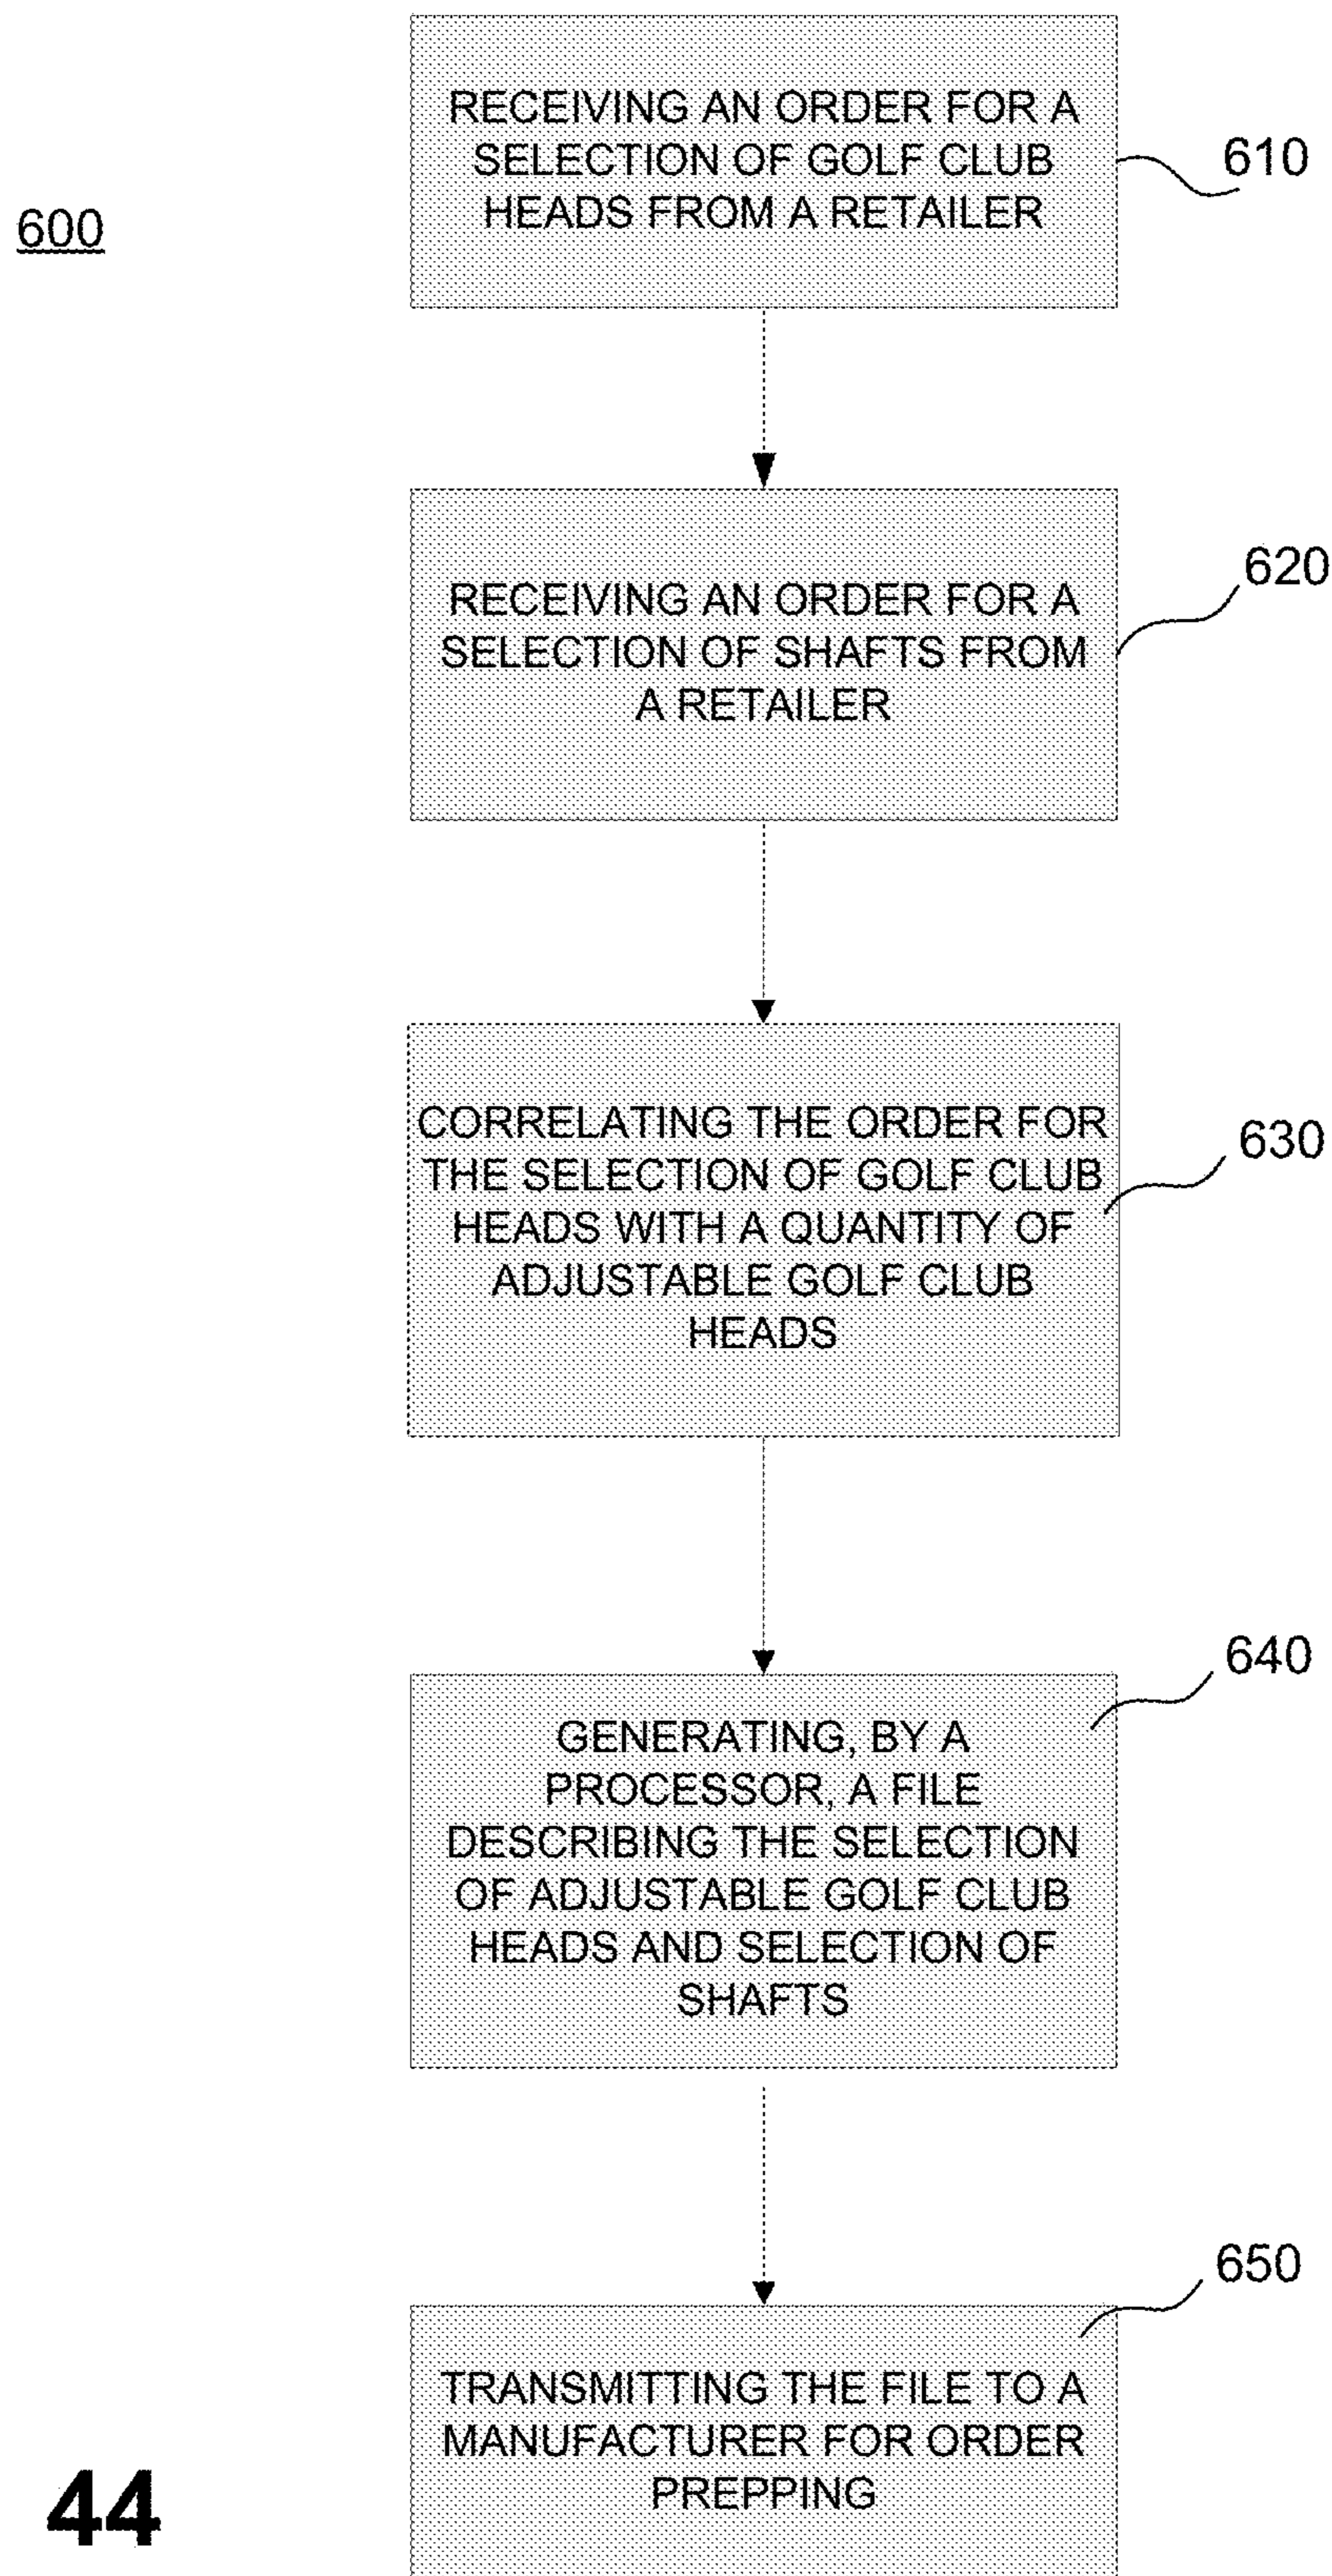 RECEIVING AN ORDER FOR A
SELECTION OF GOLF CLUB
HEADS FROM A RETAILER
610
600
RECEIVING AN ORDER FOR A
SELECTION OF SHAFTS FROM
A RETAILER
620
CORRELATING THE ORDER FOR
THE SELECTION OF GOLF CLUB
HEADS WITH A QUANTITY OF
ADJUSTABLE GOLF CLUB
HEADS
630
GENERATING, BY A
PROCESSOR, A FILE
DESCRIBING THE SELECTION
OF ADJUSTABLE GOLF CLUB
HEADS AND SELECTION OF
SHAFTS
640
TRANSMITTING THE FILE TO A
MANUFACTURER FOR ORDER
PREPPING
650
44